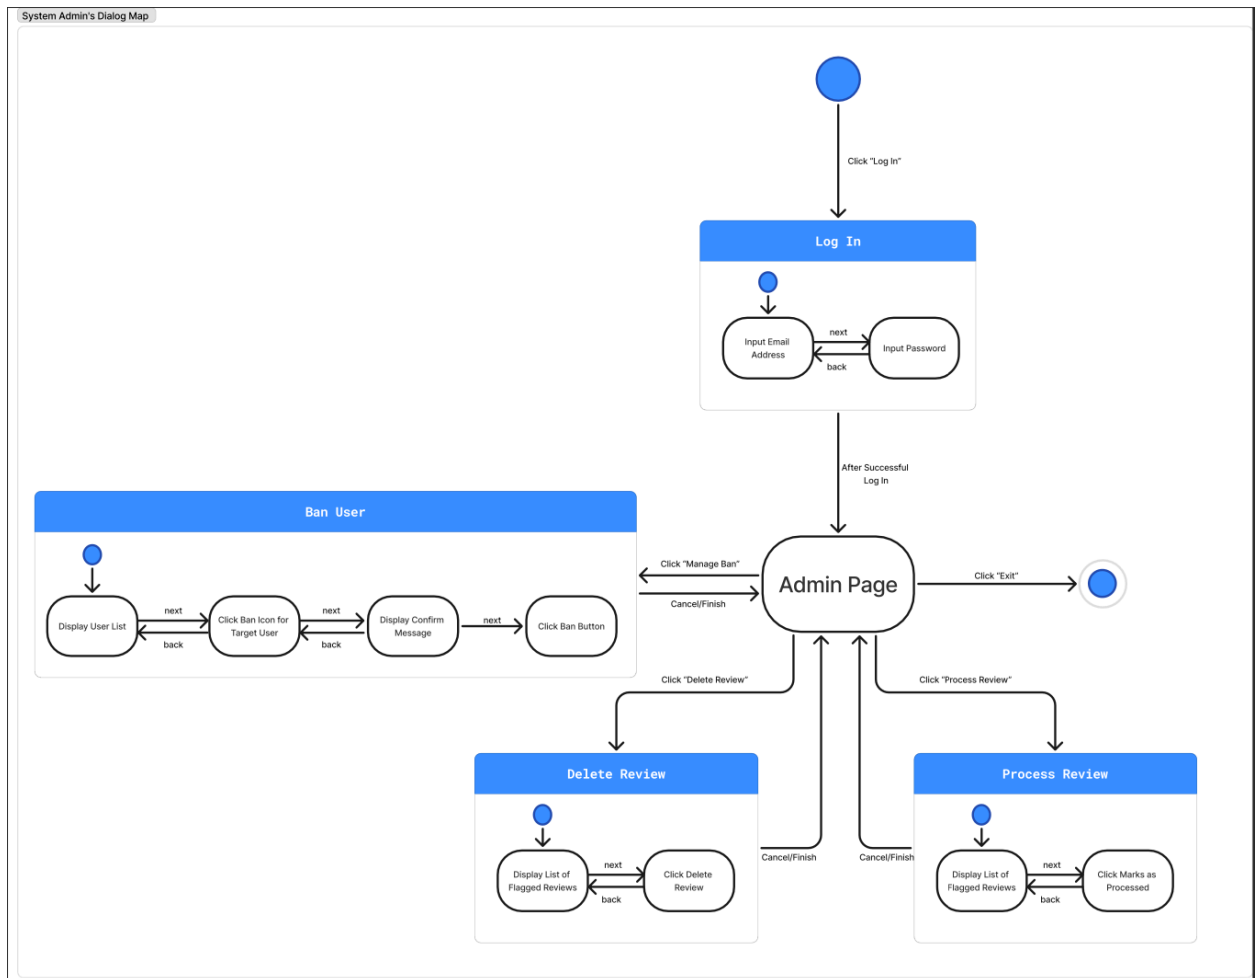 System Admin's Dialog Map
Click "Log In"
Log In
Input Email
Address
next
back
Input Password
After Successful
Log In
Ban User
Display User List
next
back
Click Ban Icon for
Target User
next
back
Display Confirm
Message
next
Click Ban Button
Click "Manage Ban"
Cancel/Finish
Admin Page
Click "Exit"
Click "Delete Review"
Click "Process Review"
Delete Review
Display List of
Flagged Reviews
next
back
Click Delete
Review
Cancel/Finish
Cancel/Finish
Process Review
Display List of
Flagged Reviews
next
back
Click Marks as
Processed